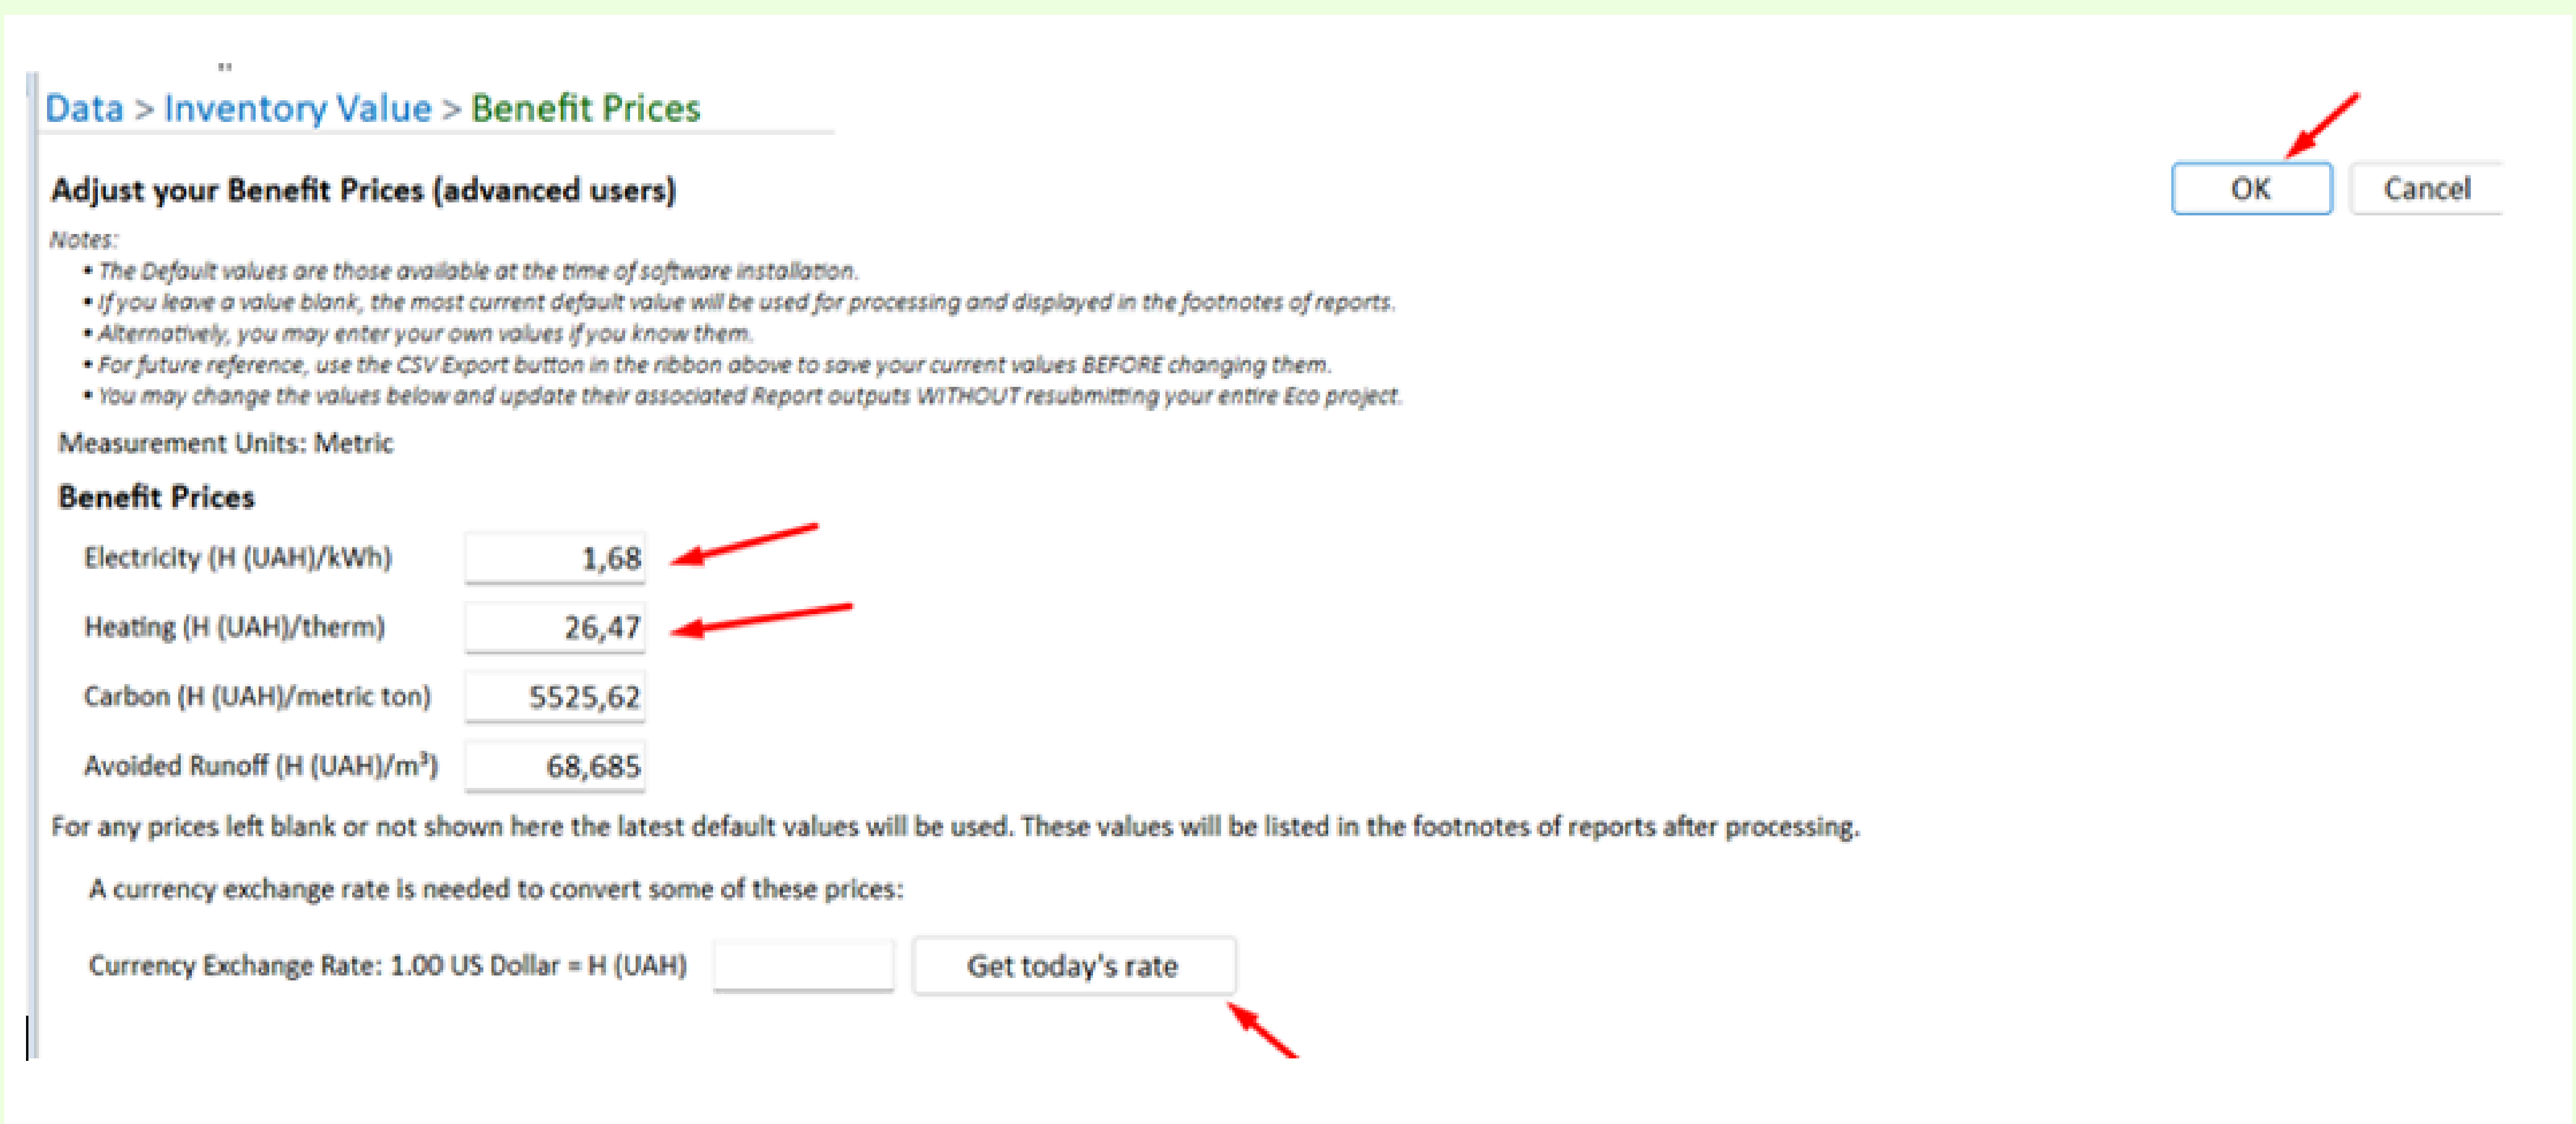 Data > Inventory Value > Benefit Prices
Adjust your Benefit Prices (advanced users)
OK
Cancel
Notes:
• The Default values are those available at the time of software installation.
• If you leave a value blank, the most current default value will be used for processing and displayed in the footnotes of reports.
• Alternatively, you may enter your own values if you know them.
• For future reference, use the CSV Export button in the ribbon above to save your current values BEFORE changing them.
• You may change the values below and update their associated Report outputs WITHOUT resubmitting your entire Eco project.
Measurement Units: Metric
Benefit Prices
Electricity (H (UAH)/kWh) 1,68
Heating (H (UAH)/therm) 26,47
Carbon (H (UAH)/metric ton) 5525,62
Avoided Runoff (H (UAH)/m³) 68,685
For any prices left blank or not shown here the latest default values will be used. These values will be listed in the footnotes of reports after processing.
A currency exchange rate is needed to convert some of these prices:
Currency Exchange Rate: 1.00 US Dollar = H (UAH) Get today's rate